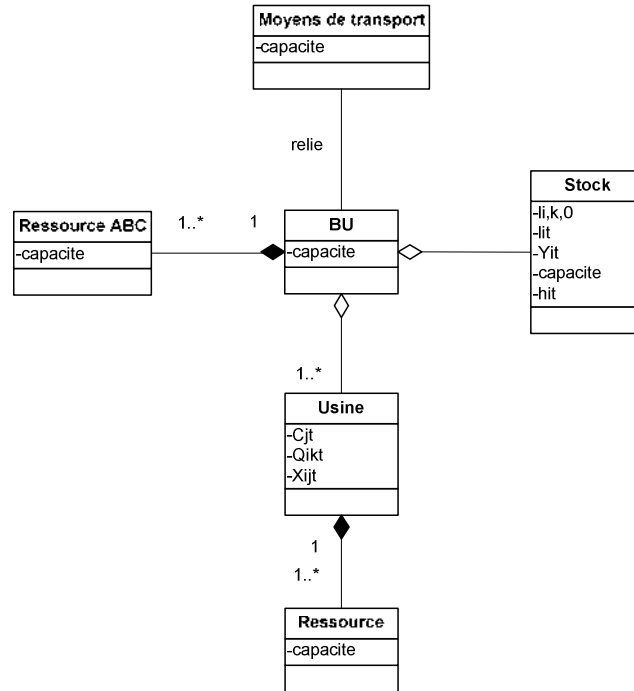 Moyens de transport
-capacite
relie
Ressource ABC
-capacite
1..*
1
BU
-capacite
Stock
-Ii,k,0
-Iit
-Yit
-capacite
-hit
1..*
Usine
-Cjt
-Qikt
-Xijt
1
1..*
Ressource
-capacite